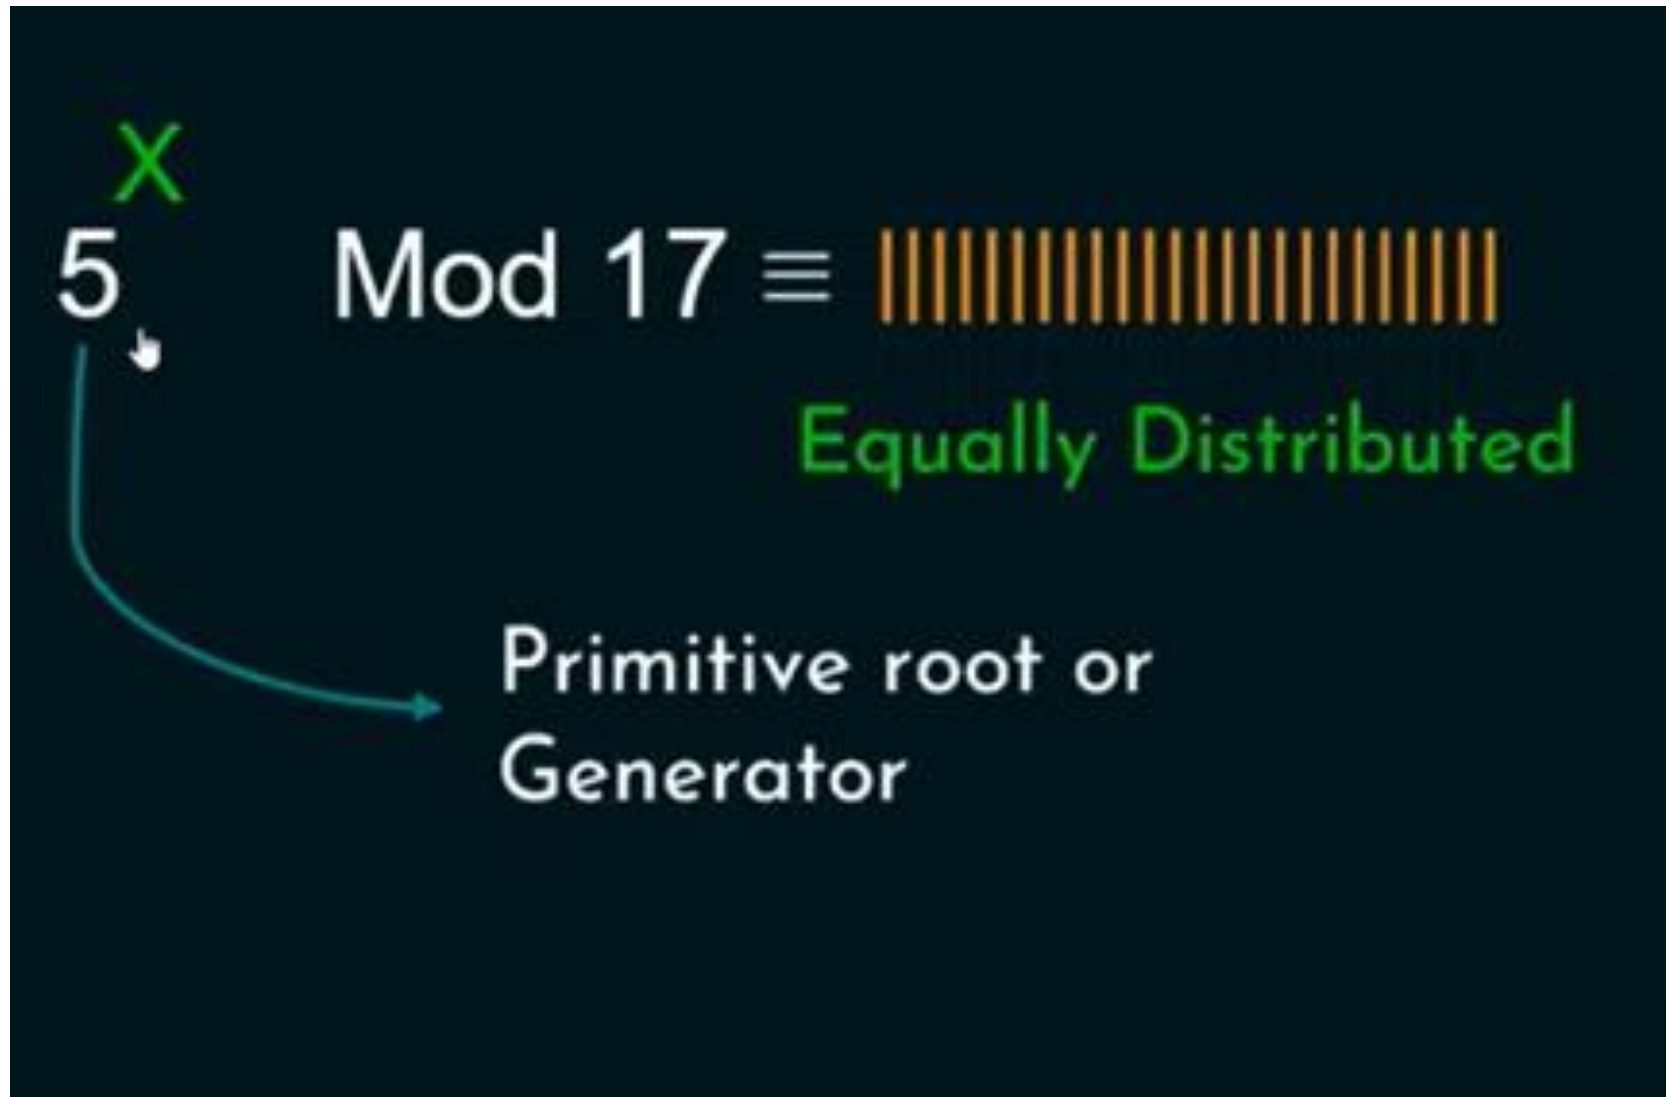 5^X Mod 17 ≡
Equally Distributed
Primitive root or
Generator